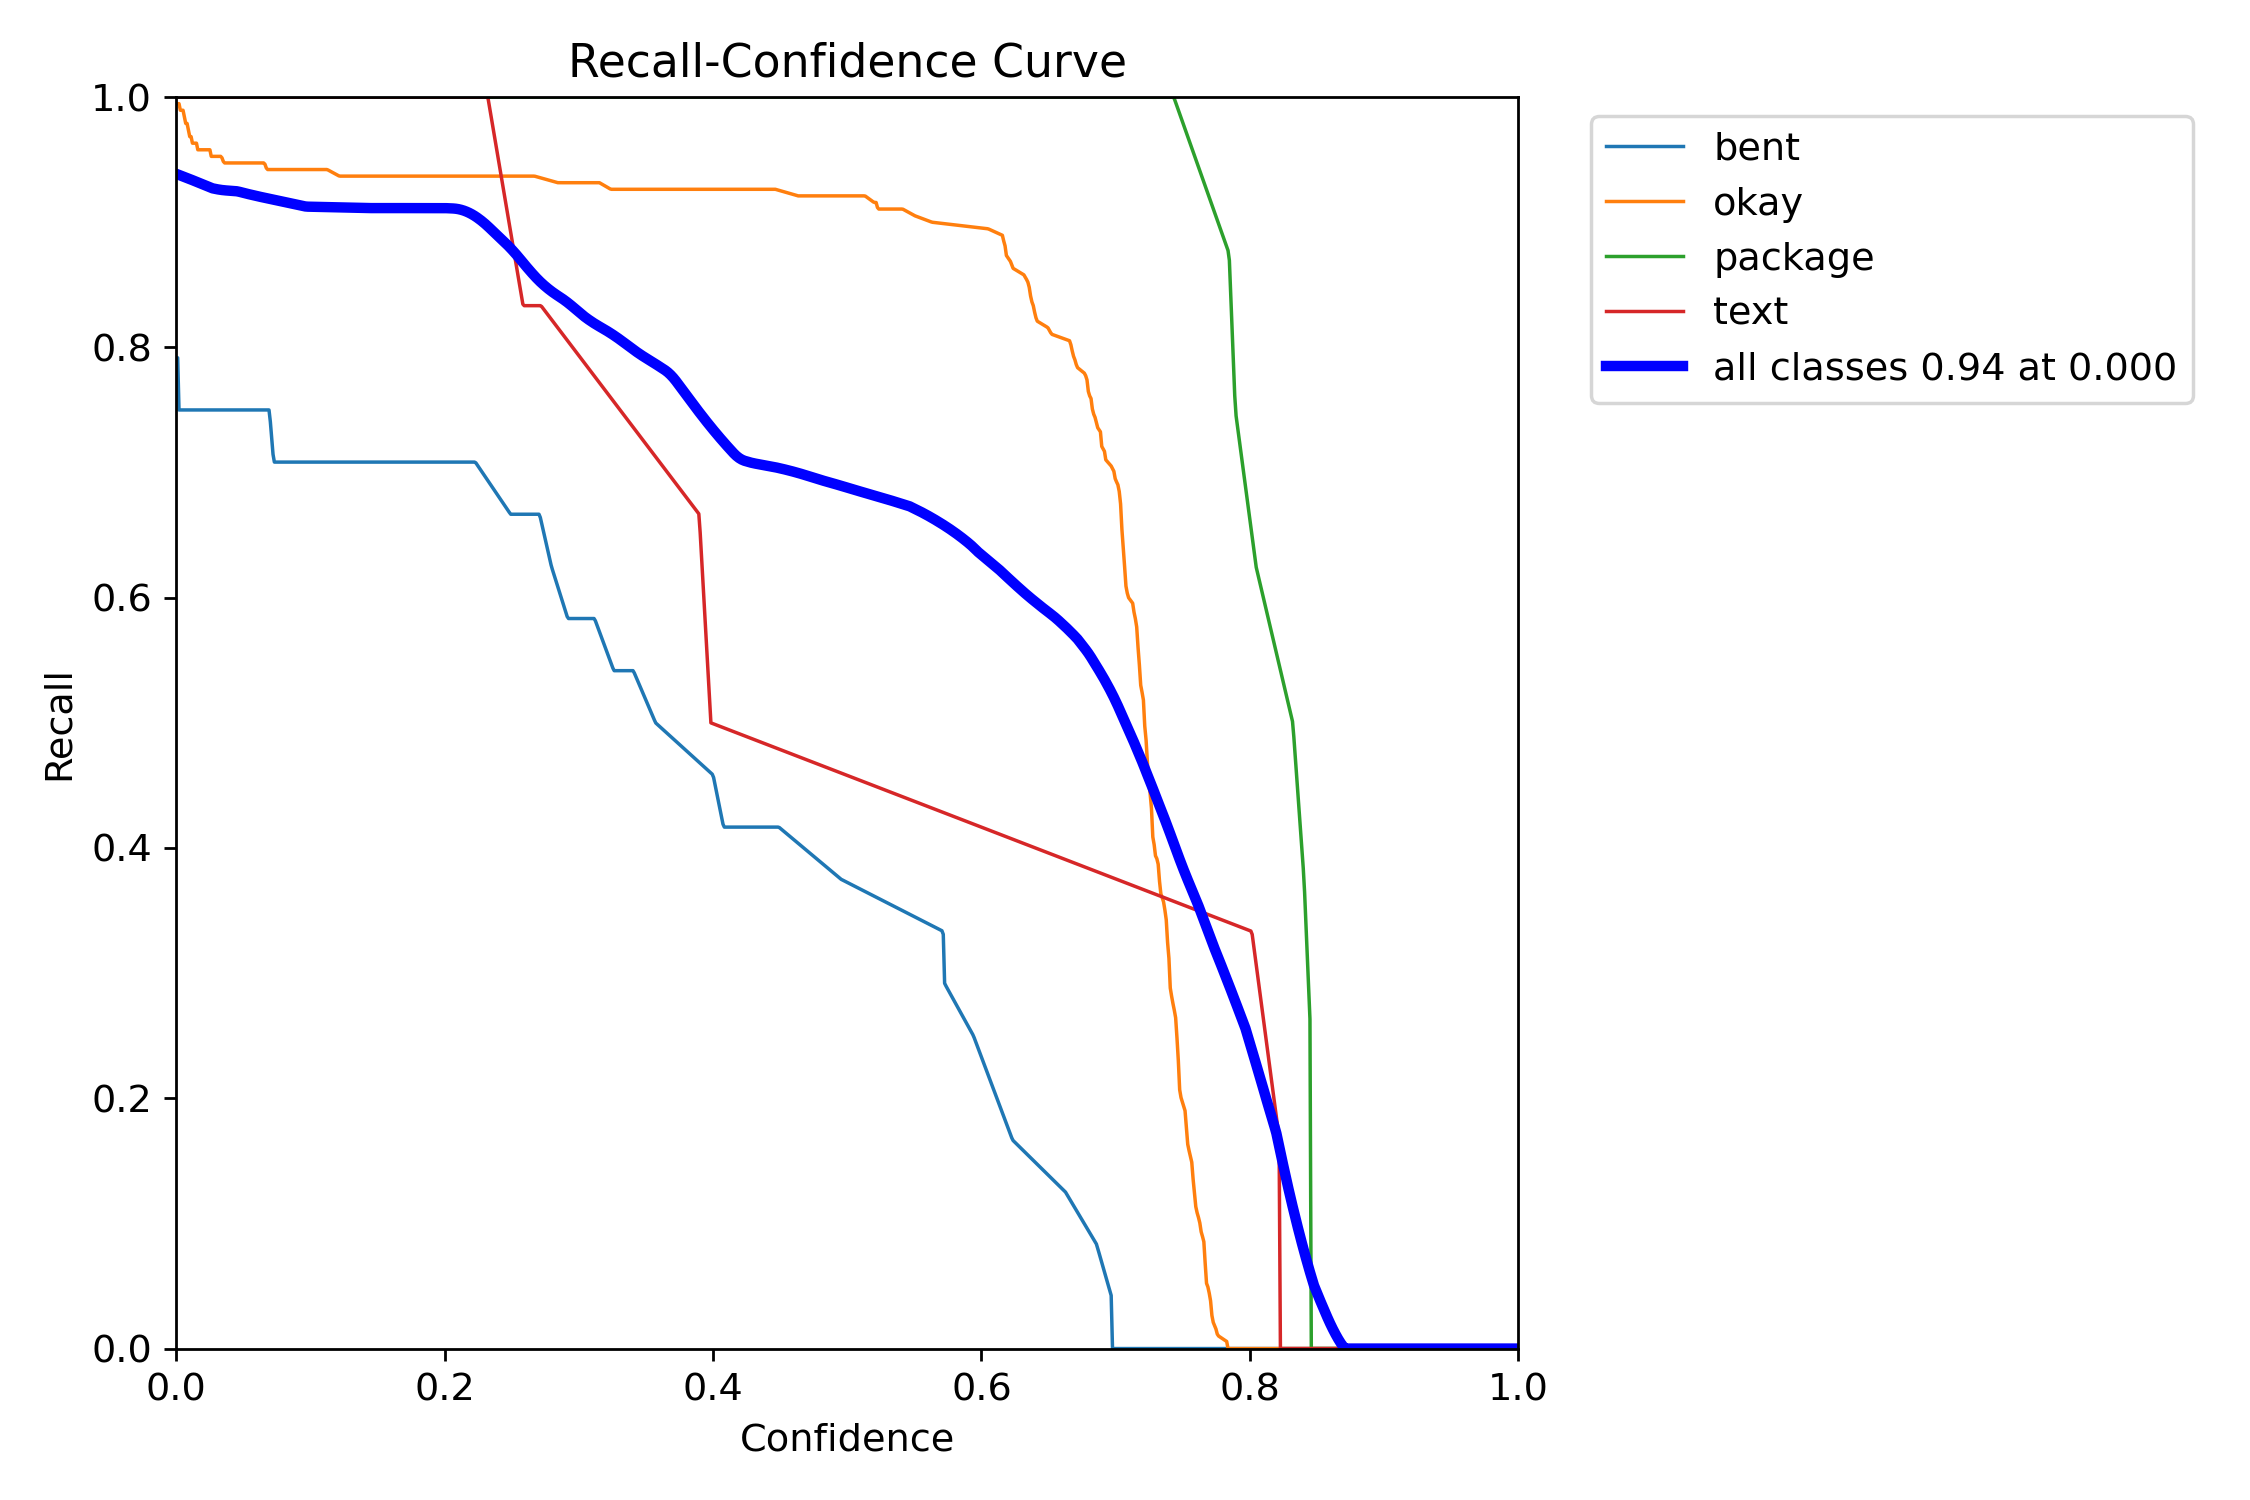 Recall-Confidence Curve
1.0
0.8
0.6
0.4
0.2
0.0
Recall
0.0 0.2 0.4 0.6 0.8 1.0
Confidence
bent
okay
package
text
all classes 0.94 at 0.000